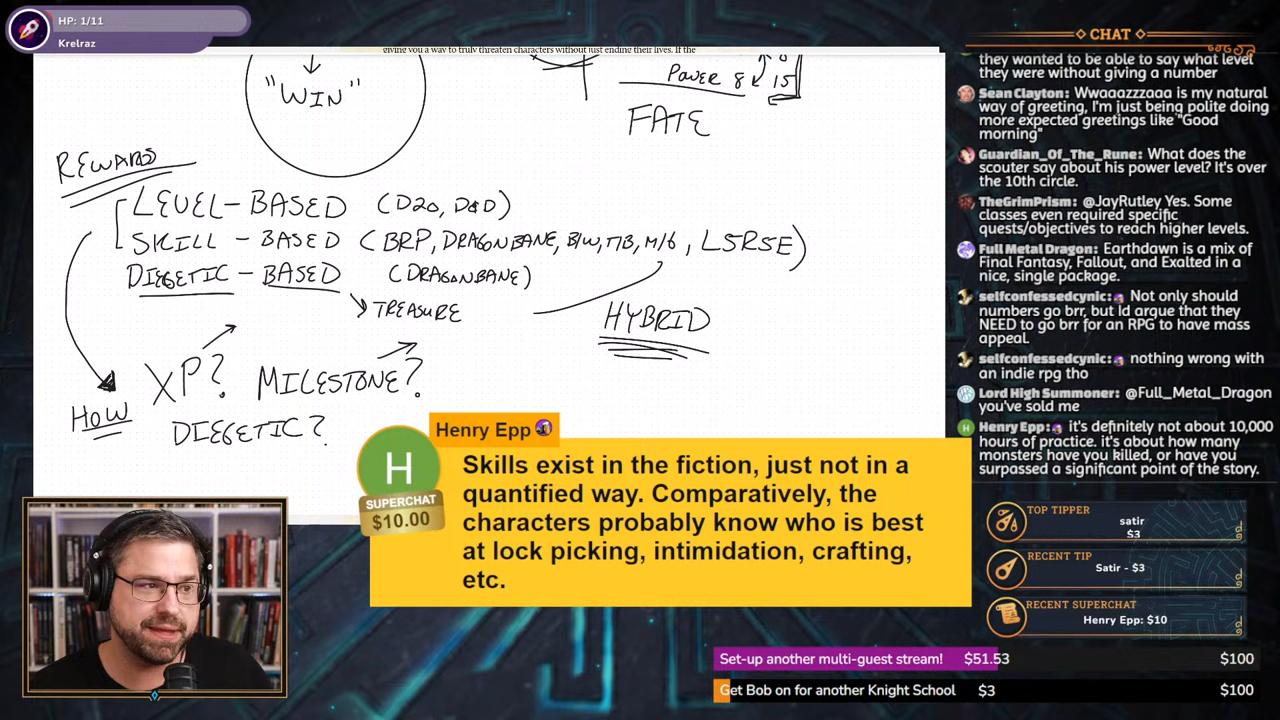 HP: 1/11
Krelraz
giving you a way to truly threaten characters without just ending their lives. If the
"WIN"
POWER 8
15
FATE
REWARD
LEVEL-BASED (D20, D&D)
SKILL - BASED (BRP, DRAGONBANE, B/W, T/B, M/G, LSRSE)
DIEGETIC-BASED (DRAGONBANE)
TREASURE
HYBRID
XP? MILESTONE?
HOW
DIEGETIC?
Henry Epp
H
SUPERCHAT
$10.00
Skills exist in the fiction, just not in a
quantified way. Comparatively, the
characters probably know who is best
at lock picking, intimidation, crafting,
etc.
CHAT
they wanted to be able to say what level
they were without giving a number
Sean Clayton: Wwaaazzzaaa is my natural
way of greeting, I'm just being polite doing
more expected greetings like "Good
morning"
Guardian_Of_The_Rune: What does the
scouter say about his power level? It's over
the 10th circle.
TheGrimPrism: @JayRutley Yes. Some
classes even required specific
quests/objectives to reach higher levels.
Full Metal Dragon: Earthdawn is a mix of
Final Fantasy, Fallout, and Exalted in a
nice, single package.
selfconfessedcynic: Not only should
numbers go brr, but Id argue that they
NEED to go brr for an RPG to have mass
appeal.
selfconfessedcynic: nothing wrong with
an indie rpg tho
Lord High Summoner: @Full_Metal_Dragon
you've sold me
H
Henry Epp: it's definitely not about 10,000
hours of practice. it's about how many
monsters have you killed, or have you
surpassed a significant point of the story.
TOP TIPPER
satir
$3
RECENT TIP
Satir - $3
RECENT SUPERCHAT
Henry Epp: $10
Set-up another multi-guest stream! $51.53 $100
Get Bob on for another Knight School $3 $100